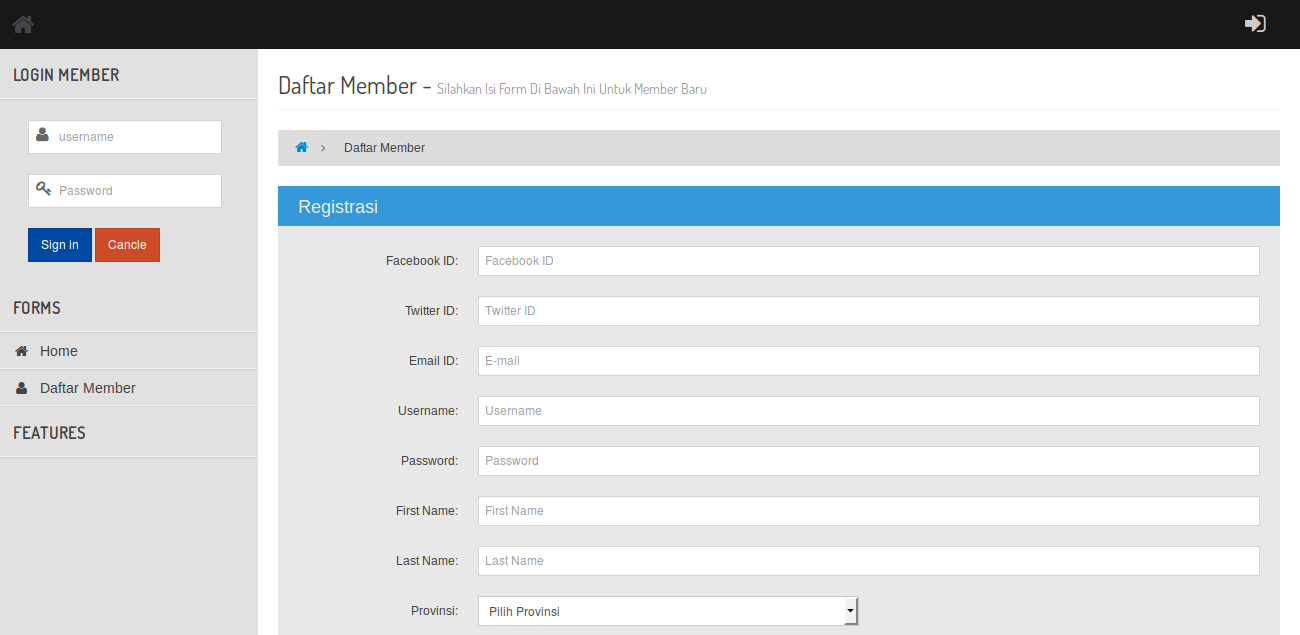 LOGIN MEMBER
username
Password
Sign in Cancle
FORMS
Home
Daftar Member
FEATURES
Daftar Member - Silahkan Isi Form Di Bawah Ini Untuk Member Baru
Daftar Member
Registrasi
Facebook ID: Facebook ID
Twitter ID: Twitter ID
Email ID: E-mail
Username: Username
Password: Password
First Name: First Name
Last Name: Last Name
Provinsi: Pilih Provinsi